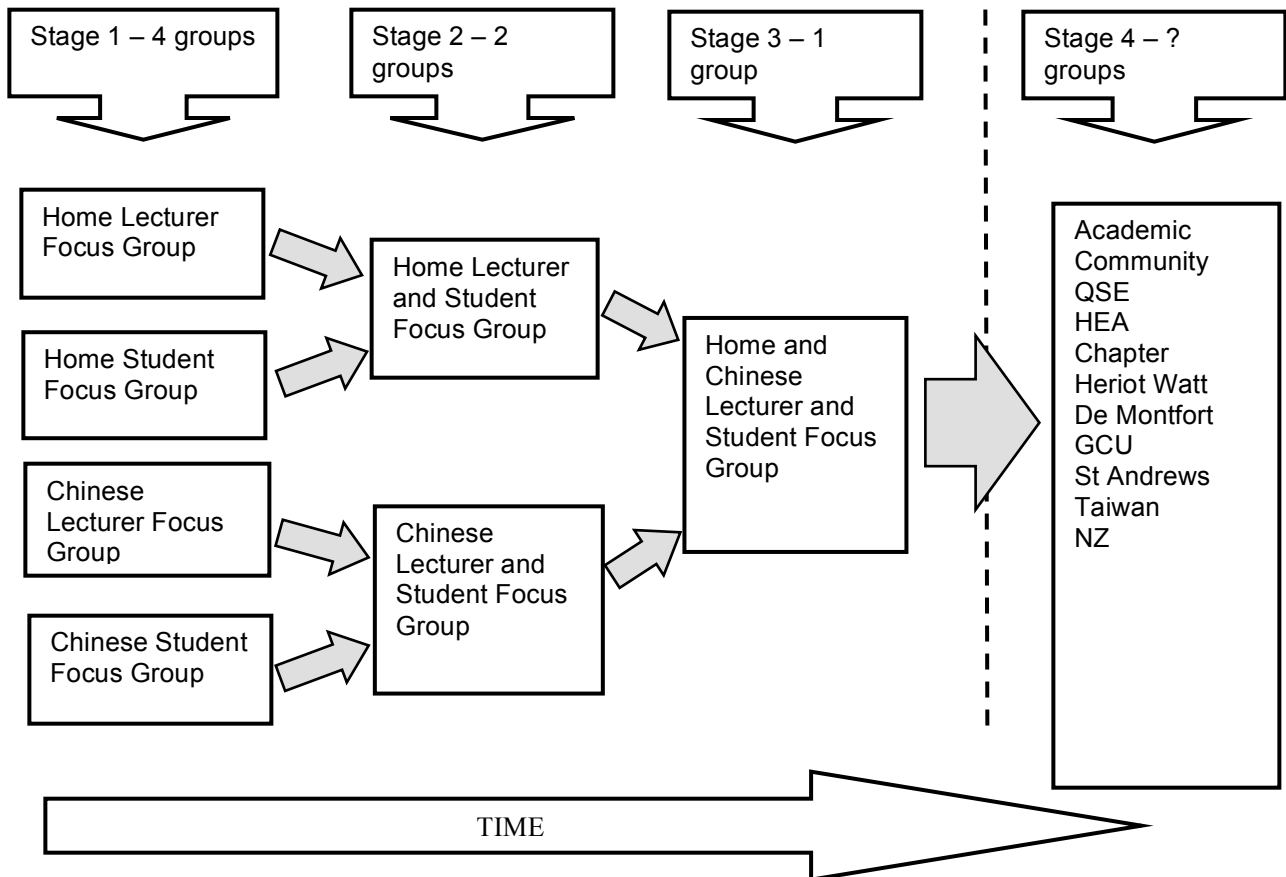 Stage 1 – 4 groups
Stage 2 – 2
groups
Stage 3 – 1
group
Stage 4 – ?
groups
Home Lecturer
Focus Group
Home Student
Focus Group
Chinese
Lecturer Focus
Group
Chinese Student
Focus Group
Home Lecturer
and Student
Focus Group
Chinese
Lecturer and
Student Focus
Group
Home and
Chinese
Lecturer and
Student Focus
Group
Academic
Community
QSE
HEA
Chapter
Heriot Watt
De Montfort
GCU
St Andrews
Taiwan
NZ
TIME